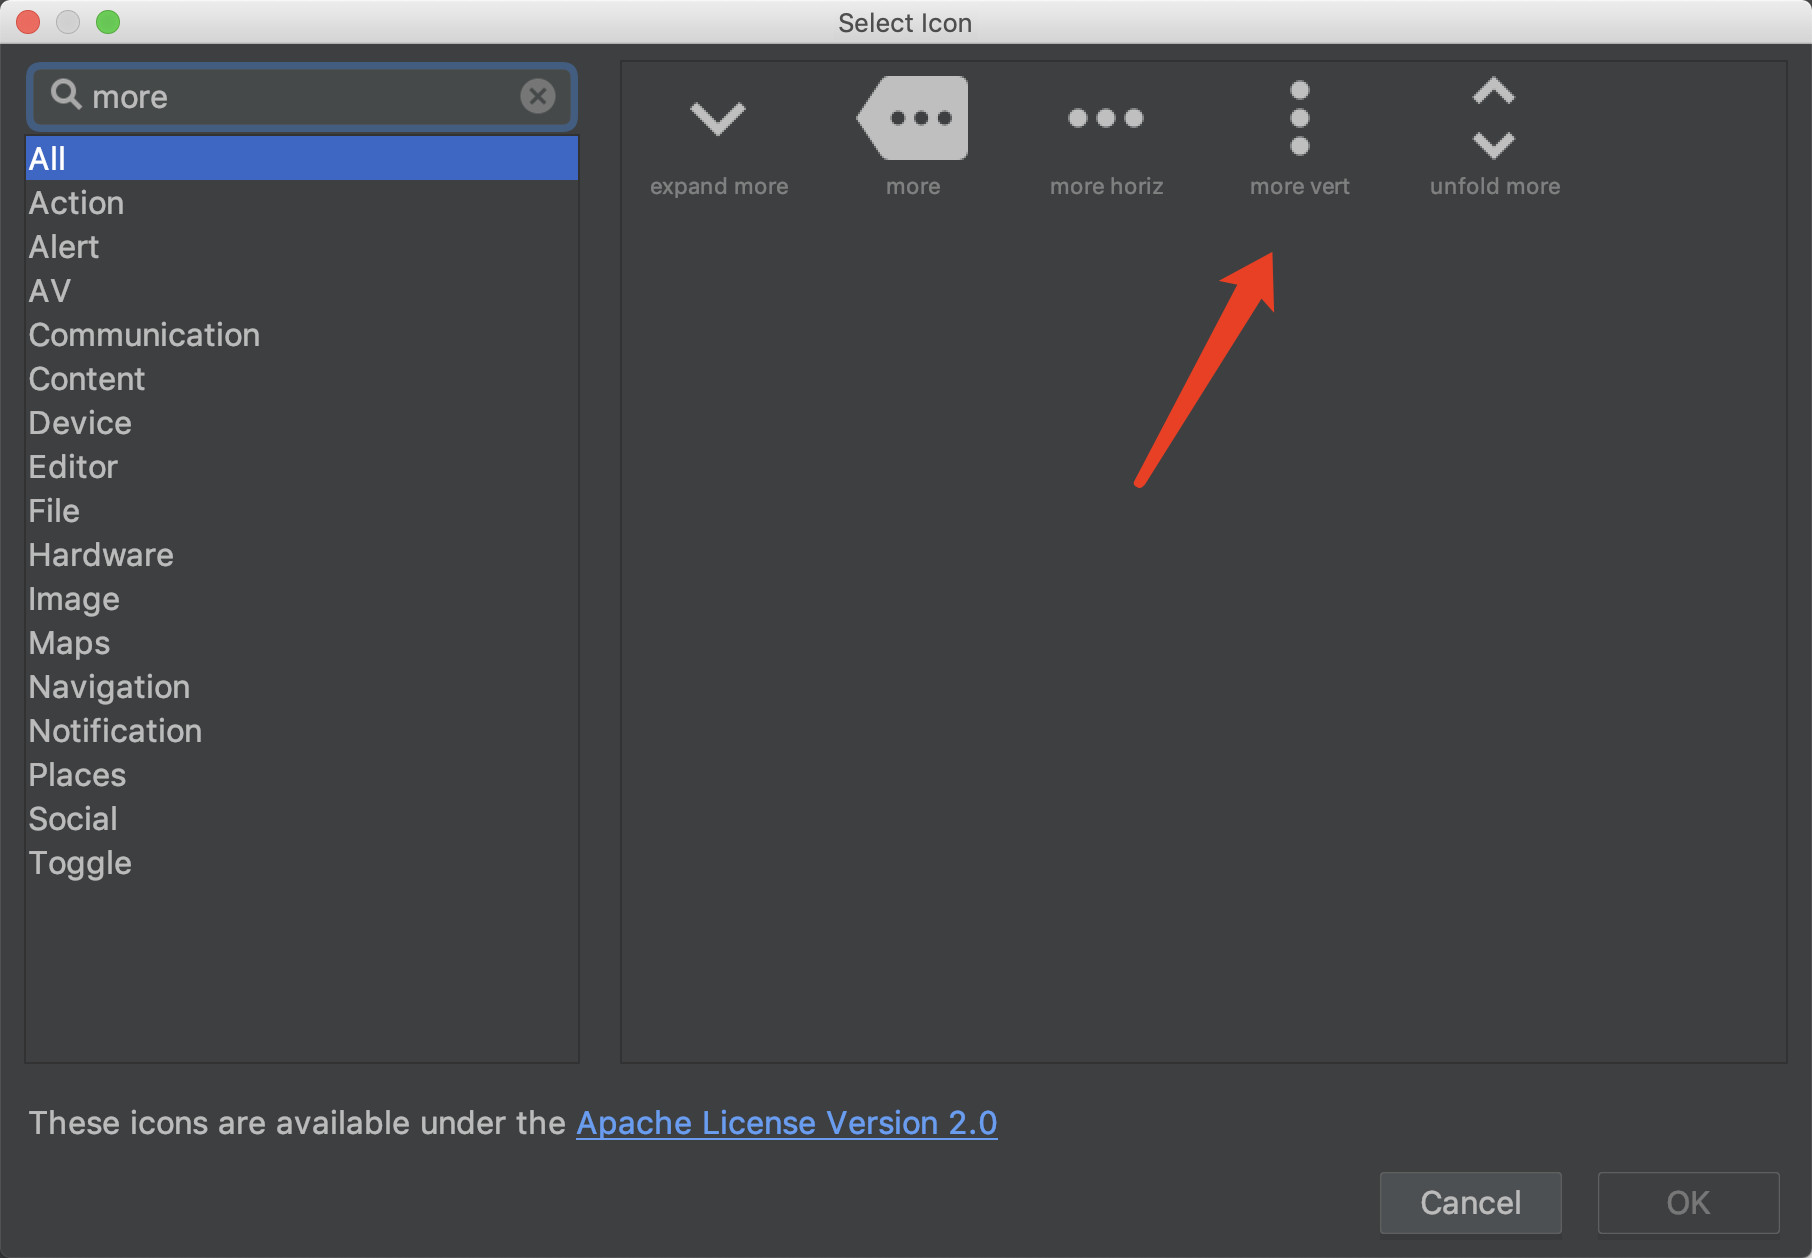 Select Icon
more
All
Action
Alert
AV
Communication
Content
Device
Editor
File
Hardware
Image
Maps
Navigation
Notification
Places
Social
Toggle
expand more
more
more horiz
more vert
unfold more
These icons are available under the Apache License Version 2.0
Cancel
OK